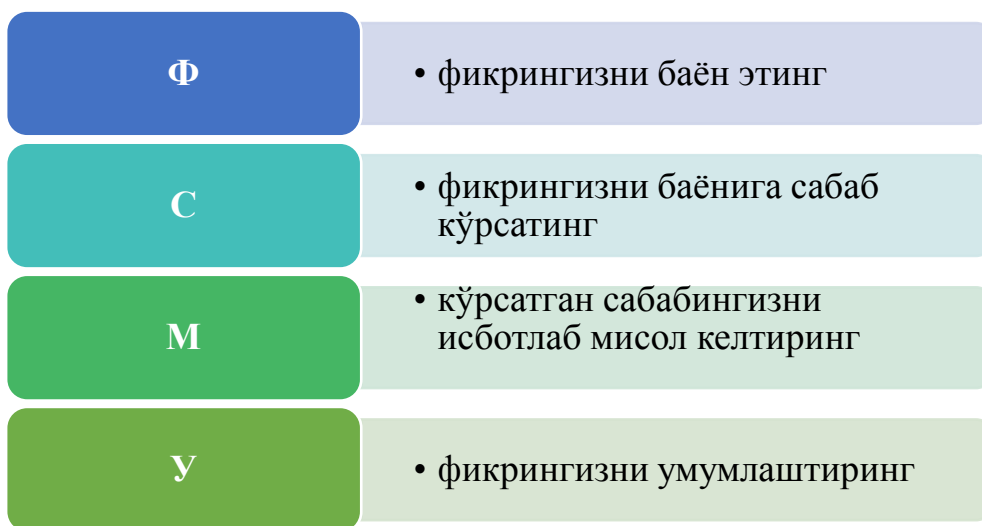 Ф
• фикрингизни баён этинг
С
• фикрингизни баёнига сабаб
кўрсатинг
М
• кўрсатган сабабингизни
исботлаб мисол келтиринг
У
• фикрингизни умумлаштиринг